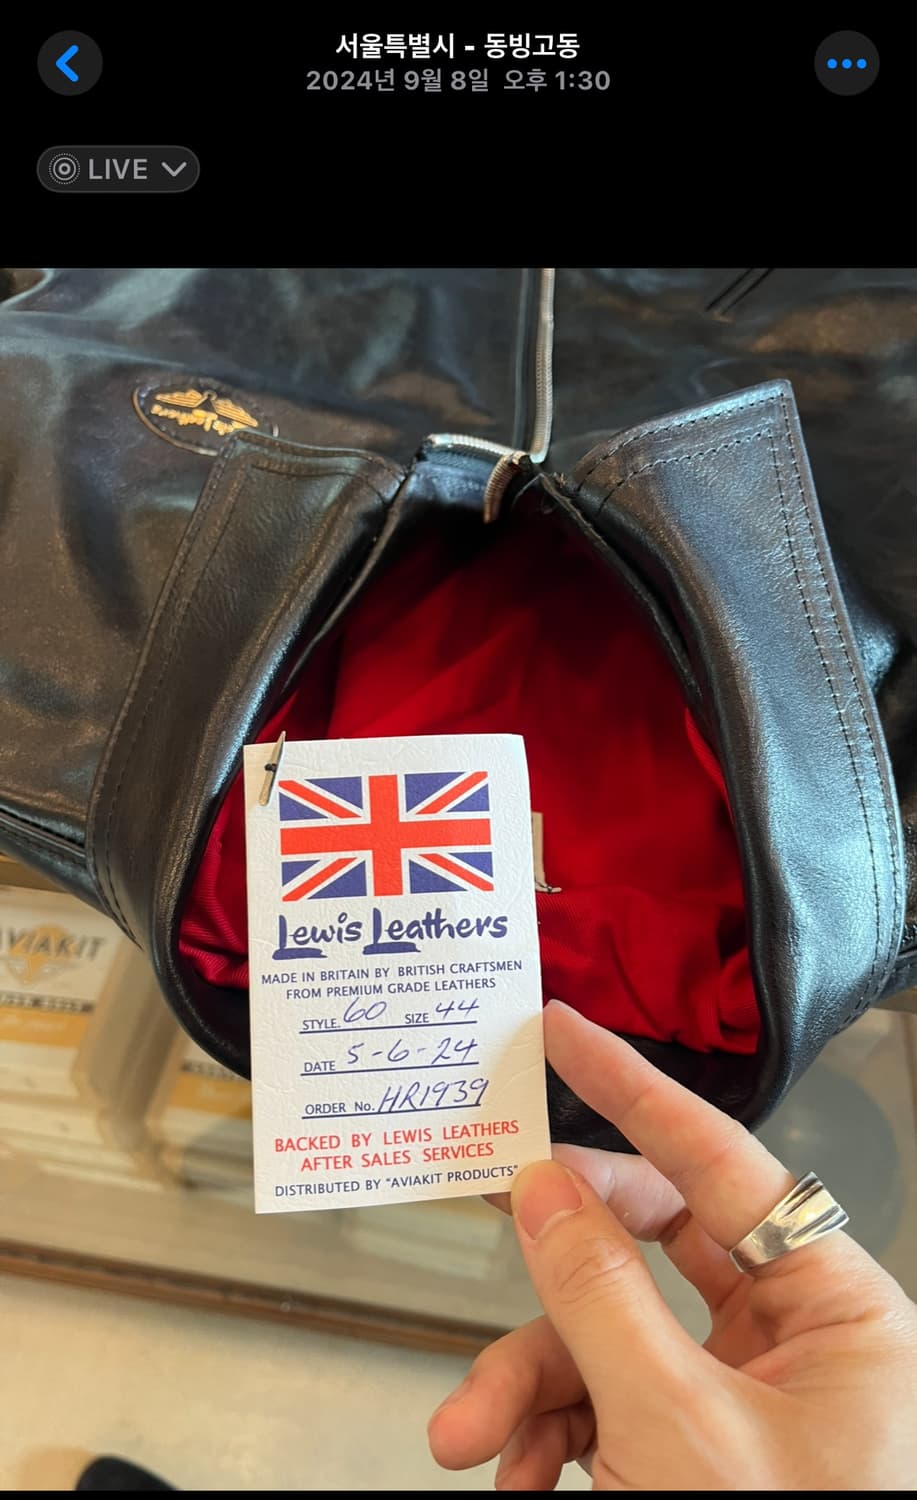 서울특별시 - 동빙고동
2024년 9월 8일 오후 1:30
LIVE
Lewis Leathers
MADE IN BRITAIN BY BRITISH CRAFTSMEN
FROM PREMIUM GRADE LEATHERS
STYLE. 60 SIZE 44
DATE 5-6-24
ORDER No. HR1939
BACKED BY LEWIS LEATHERS
AFTER SALES SERVICES
DISTRIBUTED BY "AVIAKIT PRODUCTS"
AVIAKIT